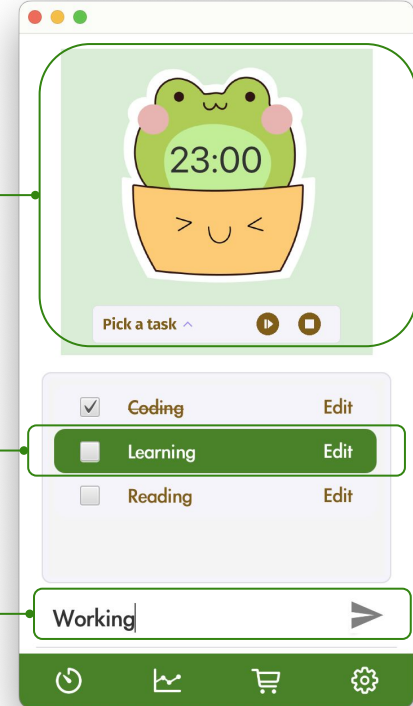 23:00
Pick a task
Coding Edit
Learning Edit
Reading Edit
Working